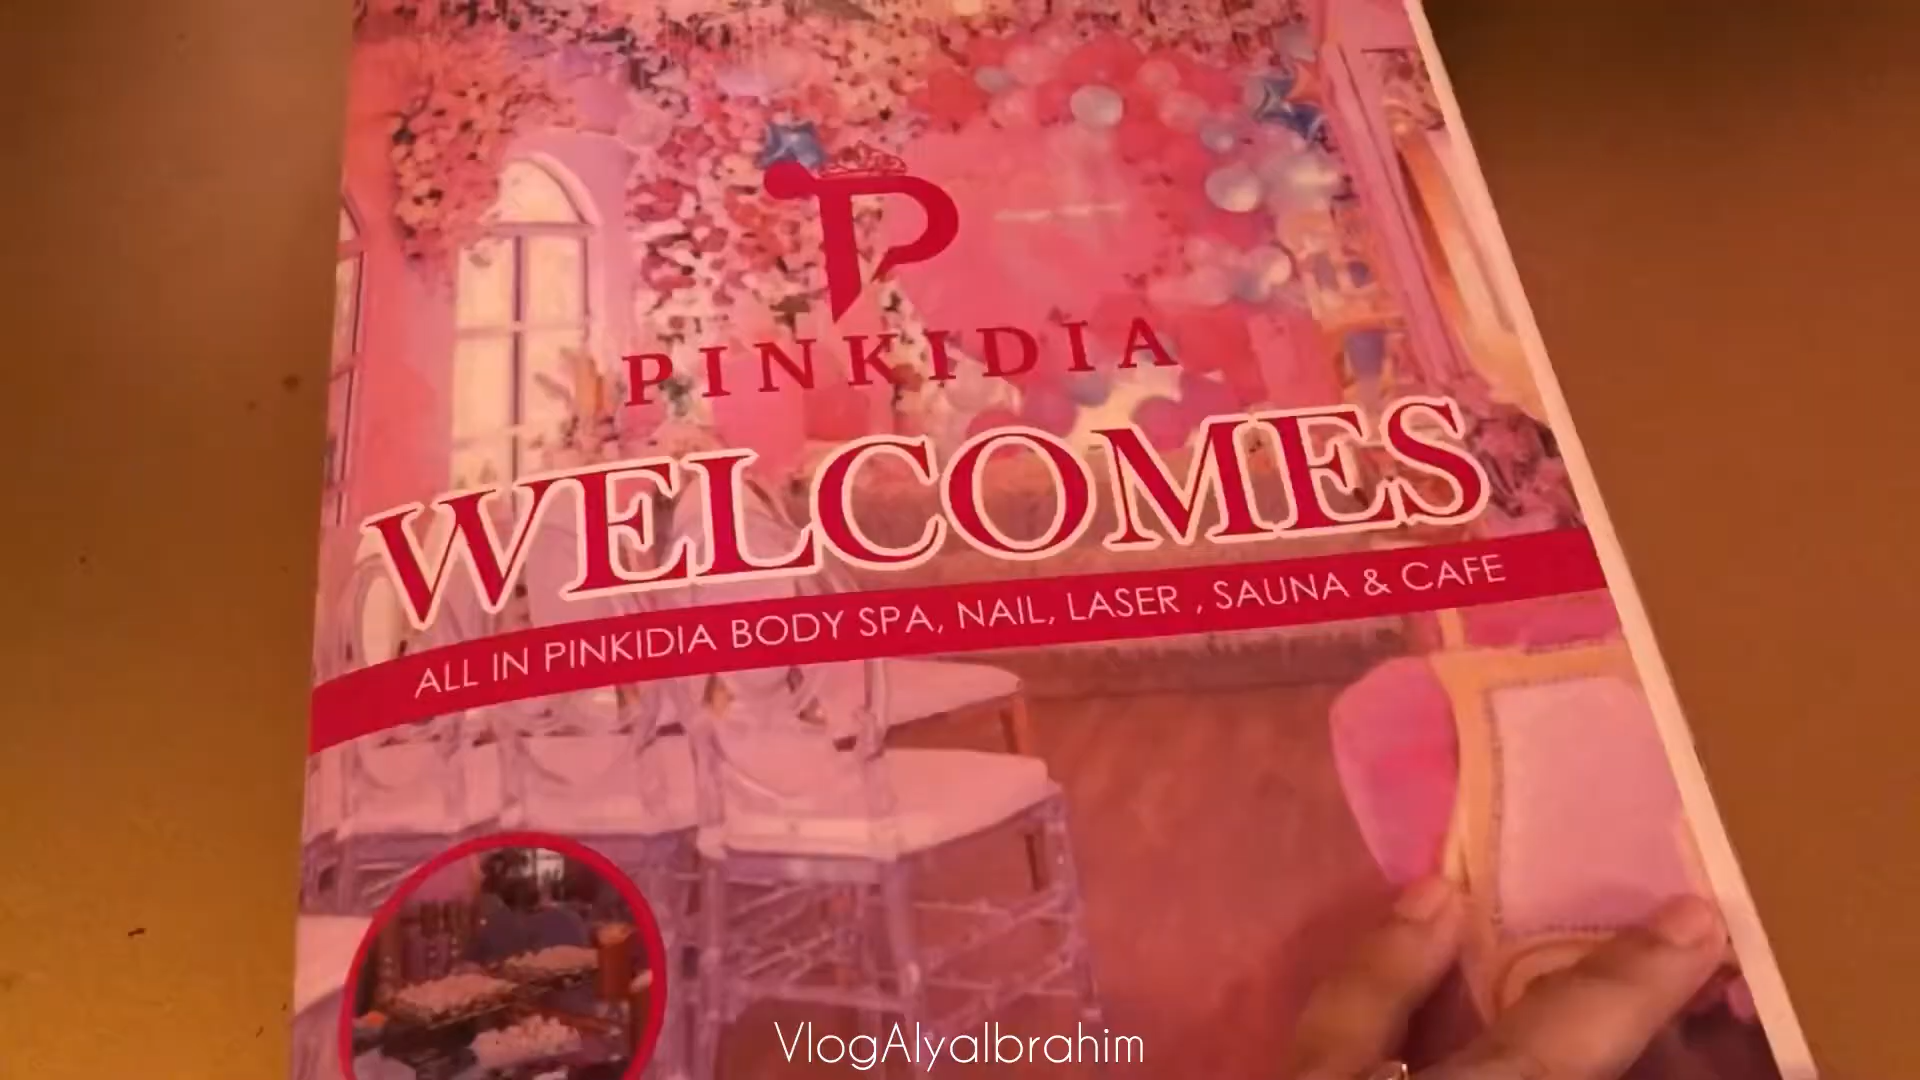 P
PINKIDIA
WELCOMES
ALL IN PINKIDIA BODY SPA, NAIL, LASER , SAUNA & CAFE
VlogAlyaIbrahim